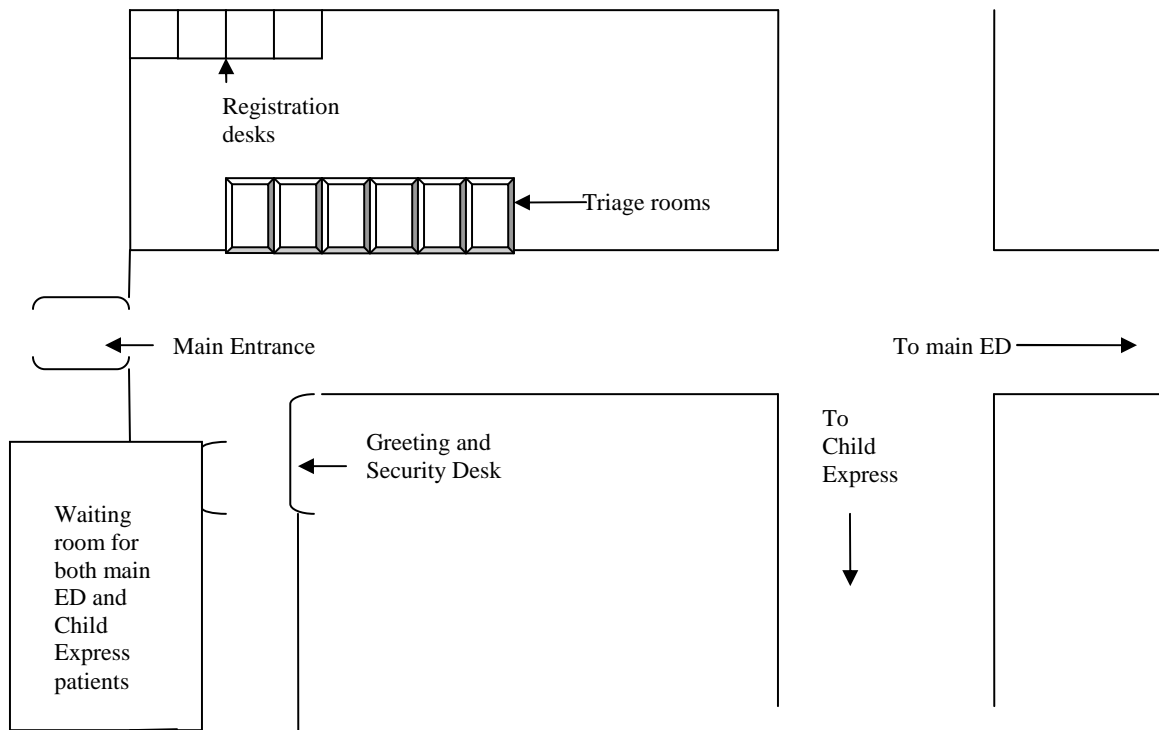 Registration
desks
Triage rooms
Main Entrance
To main ED
Greeting and
Security Desk
To
Child
Express
Waiting
room for
both main
ED and
Child
Express
patients